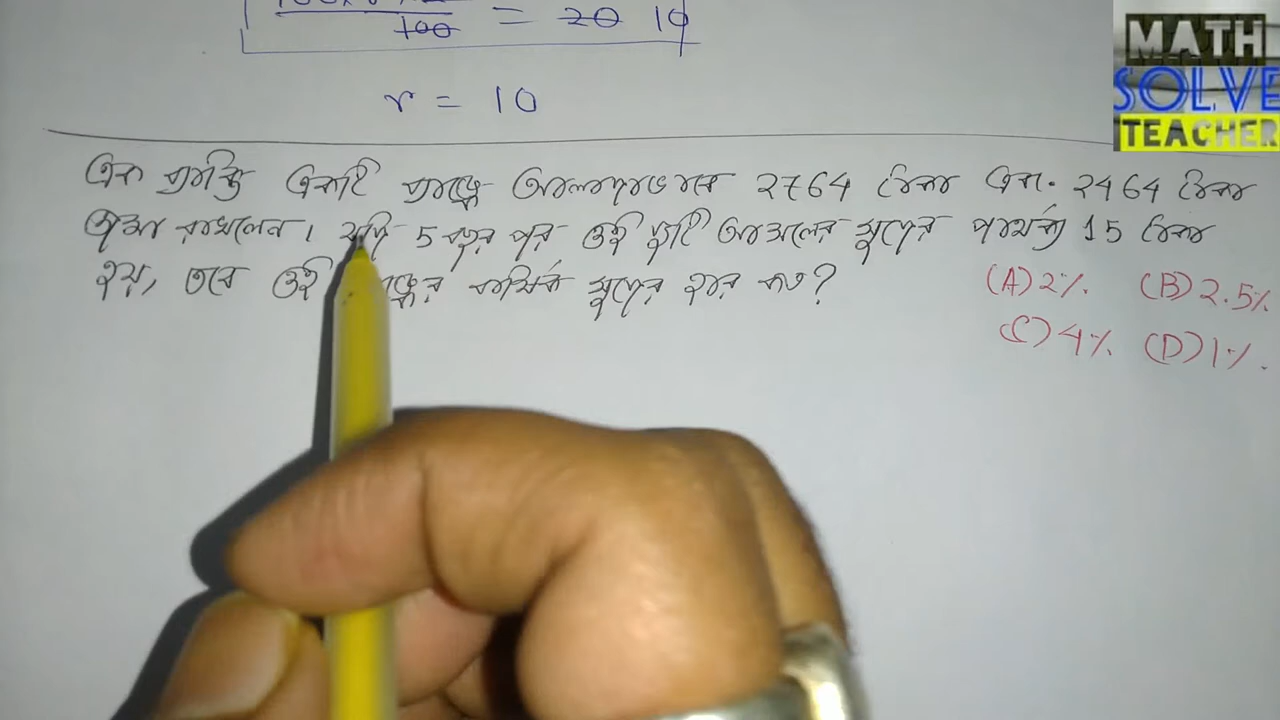 100 = 20 10
r = 10
MATH
SOLVE
TEACHER
এক ব্যক্তি একটি ব্যাঙ্কে আলাদাভাবে 2764 টাকা এবং 2464 টাকা
জমা রাখলেন। যদি 5 বছর পর ওই দুটি আসলের সুদের পার্থক্য 15 টাকা
হয়, তবে ওই ঙ্কের বার্ষিক সুদের হার কত?
(A) 2% (B) 2.5%
(C) 4% (D) 1%.